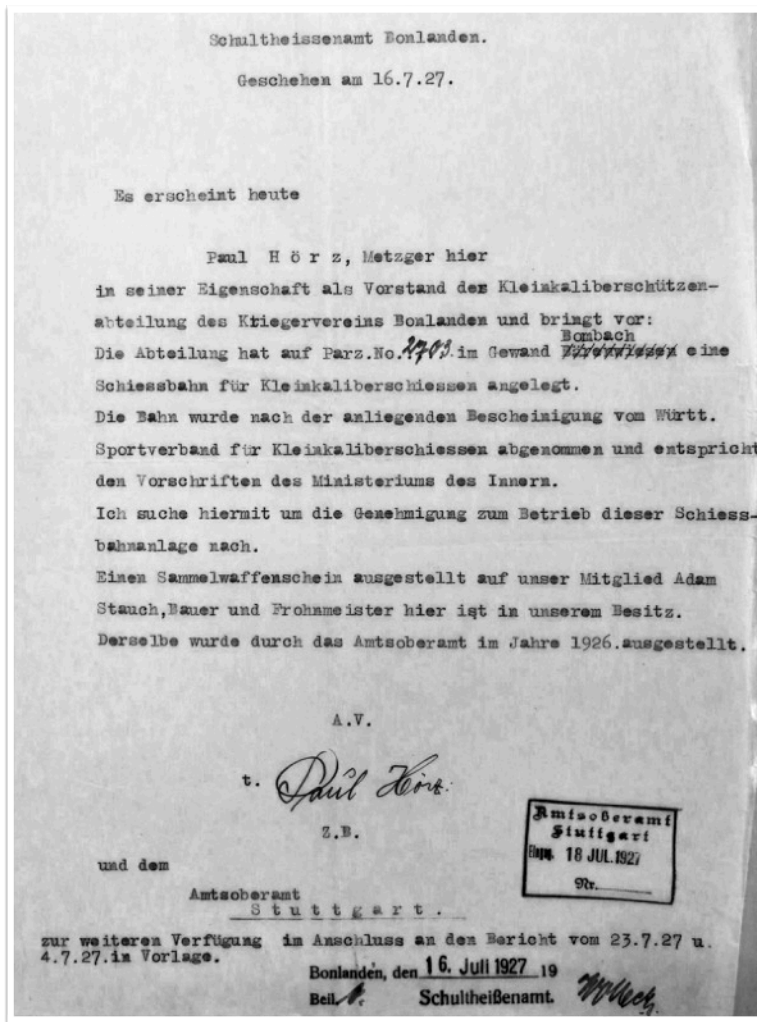 Schultheissenamt Bonlanden.
Geschehen am 16.7.27.
Es erscheint heute
Paul H ö r z, Metzger hier
in seiner Eigenschaft als Vorstand der Kleinkaliberschützen-
abteilung des Kriegervereins Bonlanden und bringt vor:
Bombach
Die Abteilung hat auf Parz.No. 2703. im Gewand eine
Schiessbahn für Kleinkaliberschiessen angelegt.
Die Bahn wurde nach der anliegenden Bescheinigung vom Württ.
Sportverband für Kleinkaliberschiessen abgenommen und entspricht
den Vorschriften des Ministeriums des Innern.
Ich suche hiermit um die Genehmigung zum Betrieb dieser Schiess-
bahnanlage nach.
Einen Sammelwaffenschein ausgestellt auf unser Mitglied Adam
Stauch,Bauer und Frohnmeister hier iqt in unserem Besitz.
Derselbe wurde durch das Amtsoberamt im Jahre 1926.ausgestellt.
A.V.
t. Paul Hörz.
Z.B.
Amtsoberamt
Stuttgart
Eingg. 18 JUL.1927
Nr.
und dem
Amtsoberamt
S t u t t g a r t .
zur weiteren Verfügung im Anschluss an den Bericht vom 23.7.27 u.
4.7.27.in Vorlage.
Bonlanden, den 16. Juli 1927 19
Beil. Schultheißenamt.